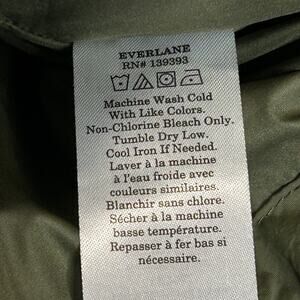 EVERLANE
RN# 139393
Machine Wash Cold
With Like Colors.
Non-Chlorine Bleach Only.
Tumble Dry Low.
Cool Iron If Needed.
Laver à la machine
à l'eau froide avec
couleurs similaires.
Blanchir sans chlore.
Sécher à la machine
basse température.
Repasser à fer bas si
nécessaire.